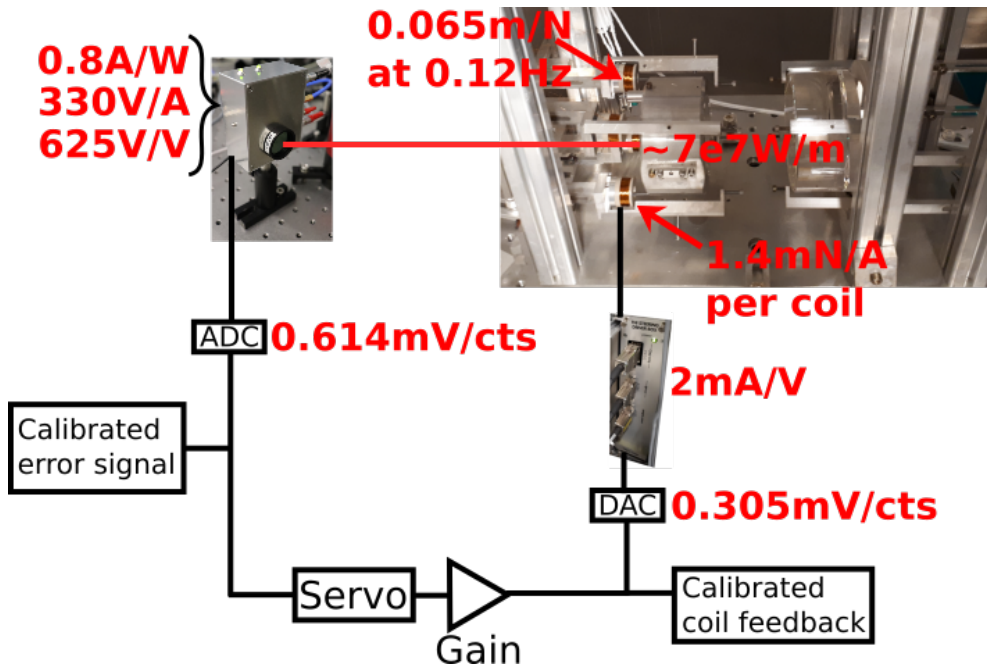 0.8A/W
330V/A
625V/V
0.065m/N
at 0.12Hz
~7e7W/m
1.4mN/A
per coil
ADC
0.614mV/cts
2mA/V
Calibrated
error signal
DAC
0.305mV/cts
Servo
Gain
Calibrated
coil feedback